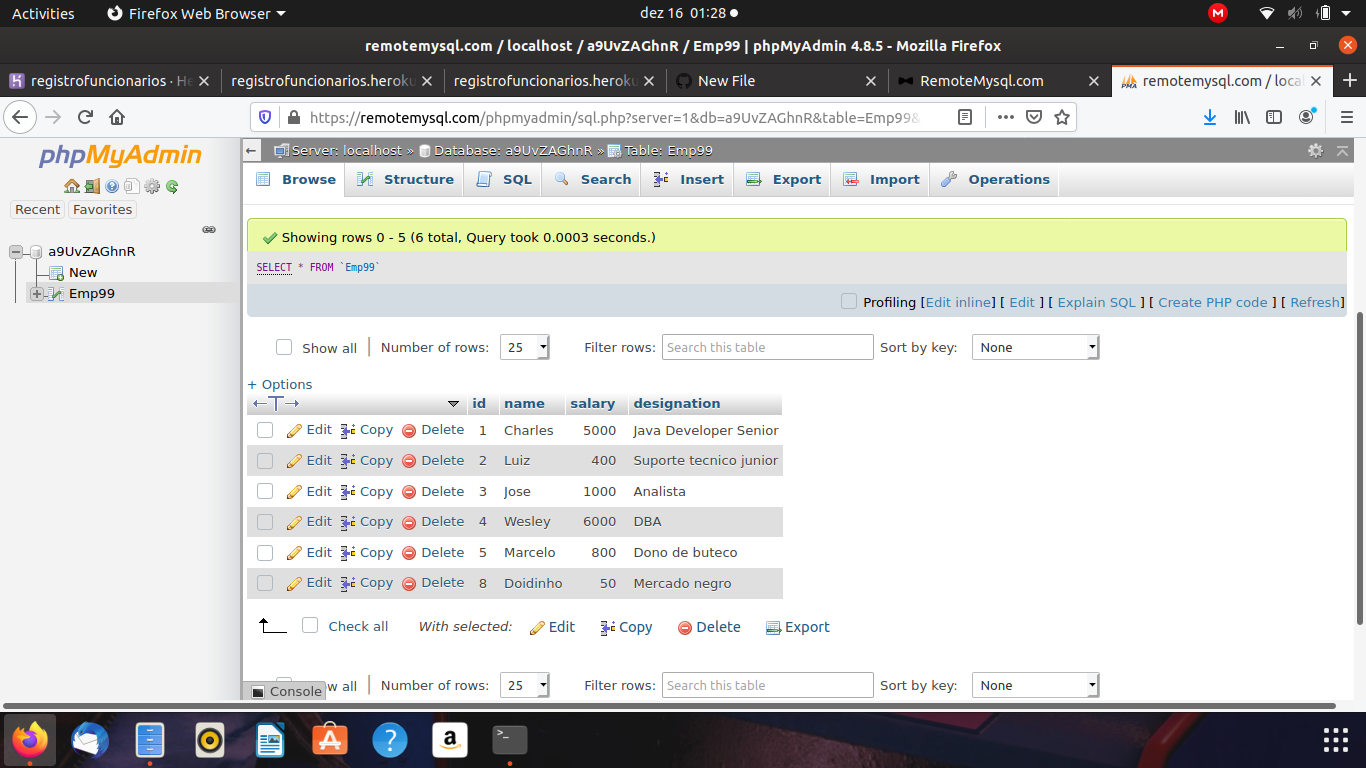 Activities Firefox Web Browser dez 16 01:28
remotemysql.com / localhost / a9UvZAGhnR / Emp99 | phpMyAdmin 4.8.5 - Mozilla Firefox
registrofuncionarios · He registrofuncionarios.heroku registrofuncionarios.heroku New File RemoteMysql.com remotemysql.com / local
https://remotemysql.com/phpmyadmin/sql.php?server=1&db=a9UvZAGhnR&table=Emp99&
phpMyAdmin
Recent Favorites
a9UvZAGhnR
New
Emp99
Server: localhost » Database: a9UvZAGhnR » Table: Emp99
Browse Structure SQL Search Insert Export Import Operations
Showing rows 0 - 5 (6 total, Query took 0.0003 seconds.)
SELECT * FROM `Emp99`
Profiling [Edit inline] [ Edit ] [ Explain SQL ] [ Create PHP code ] [ Refresh]
Show all Number of rows: 25 Filter rows: Search this table Sort by key: None
+ Options
←T→ id name salary designation
Edit Copy Delete 1 Charles 5000 Java Developer Senior
Edit Copy Delete 2 Luiz 400 Suporte tecnico junior
Edit Copy Delete 3 Jose 1000 Analista
Edit Copy Delete 4 Wesley 6000 DBA
Edit Copy Delete 5 Marcelo 800 Dono de buteco
Edit Copy Delete 8 Doidinho 50 Mercado negro
Check all With selected: Edit Copy Delete Export
w all Number of rows: 25 Filter rows: Search this table Sort by key: None
Console